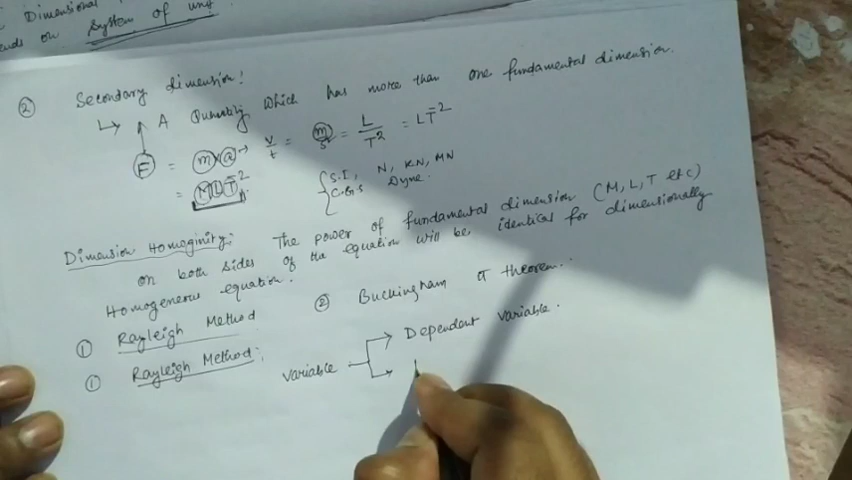 Dimensional
ends on System of unit
② Secondary dimension!
↳ A Quantity which has more than one fundamental dimension.
F = m × a → V/t = m/s² = L/T² = LT⁻²
= MLT⁻² { S.I, N, KN, MN
C.G.S Dyne.
Dimension Homoginity: The power of fundamental dimension (M, L, T etc)
on both sides of the equation will be identical for dimensionally
Homogeneous equation.
① Rayleigh Method ② Buckingham π theorem.
① Rayleigh Method: Variable → Dependent variable.